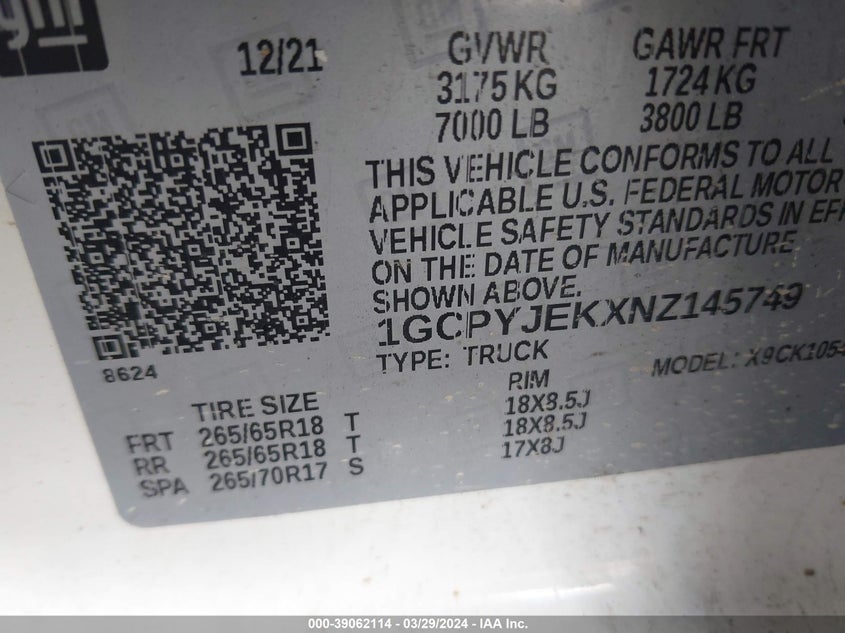 gm
12/21
GVWR
3175 KG
7000 LB
GAWR FRT
1724 KG
3800 LB
THIS VEHICLE CONFORMS TO ALL
APPLICABLE U.S. FEDERAL MOTOR
VEHICLE SAFETY STANDARDS IN EFF
ON THE DATE OF MANUFACTURE
SHOWN ABOVE.
1GCPYJEKXNZ145749
TYPE: TRUCK
MODEL: X9CK105
8624
TIRE SIZE RIM
FRT 265/65R18 T 18X8.5J
RR 265/65R18 T 18X8.5J
SPA 265/70R17 S 17X8J
000-39062114 - 03/29/2024 - IAA Inc.